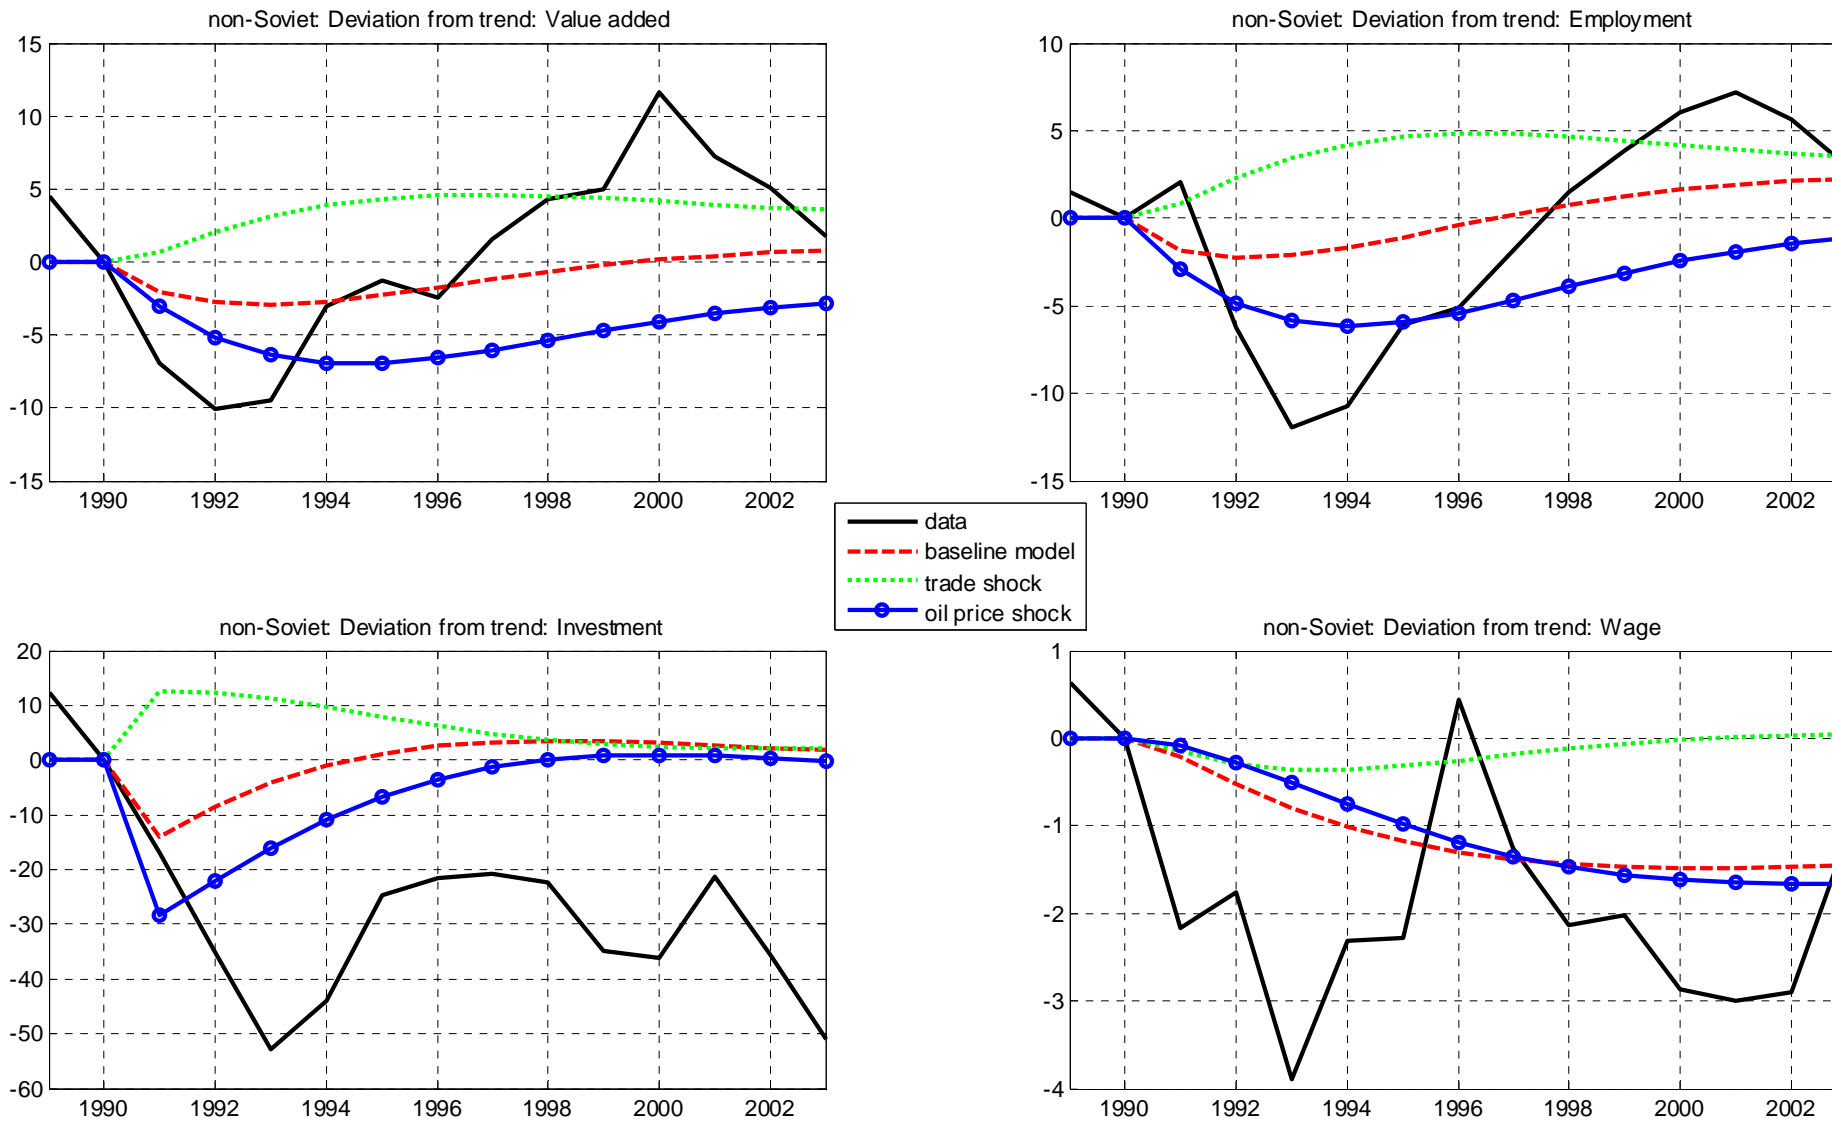 non-Soviet: Deviation from trend: Value added
15
10
5
0
-5
-10
-15
1990 1992 1994 1996 1998 2000 2002
non-Soviet: Deviation from trend: Employment
10
5
0
-5
-10
-15
1990 1992 1994 1996 1998 2000 2002
data
baseline model
trade shock
oil price shock
non-Soviet: Deviation from trend: Investment
20
10
0
-10
-20
-30
-40
-50
-60
1990 1992 1994 1996 1998 2000 2002
non-Soviet: Deviation from trend: Wage
1
0
-1
-2
-3
-4
1990 1992 1994 1996 1998 2000 2002